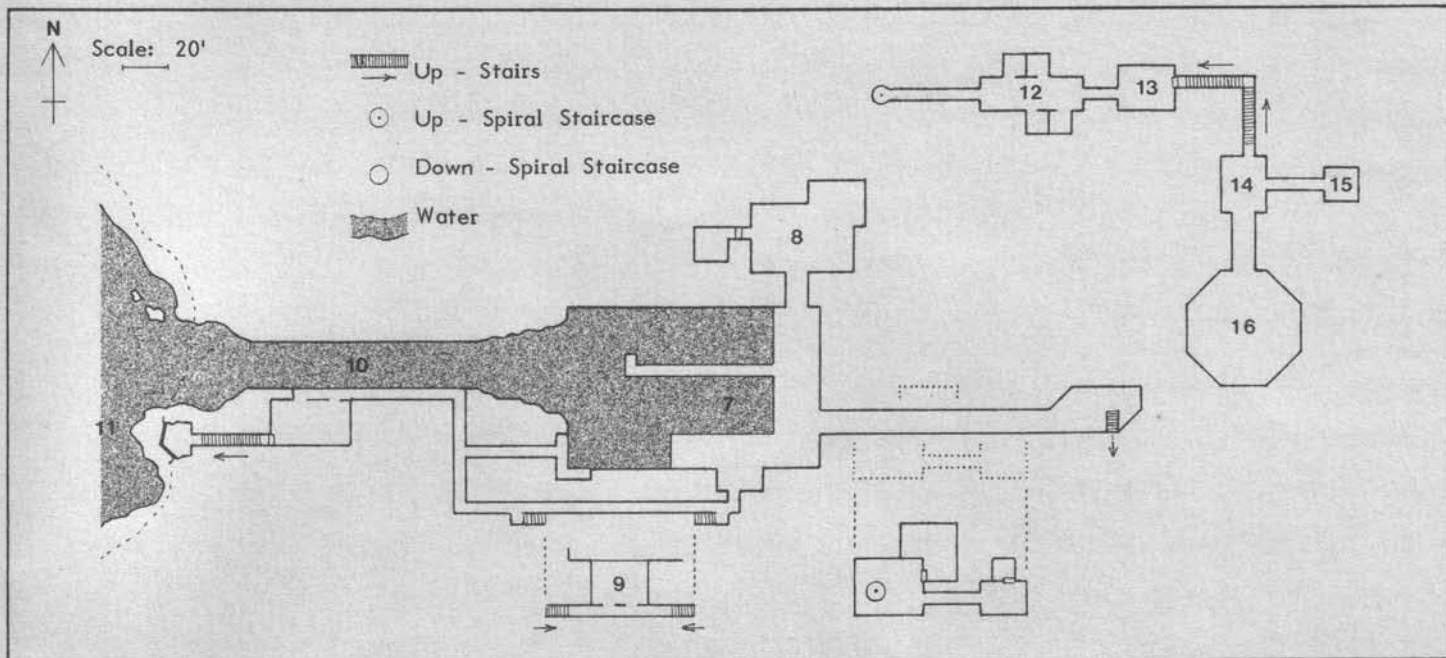 N
Scale: 20'
Up - Stairs
Up - Spiral Staircase
Down - Spiral Staircase
Water
12
13
14
15
8
16
10
7
11
9